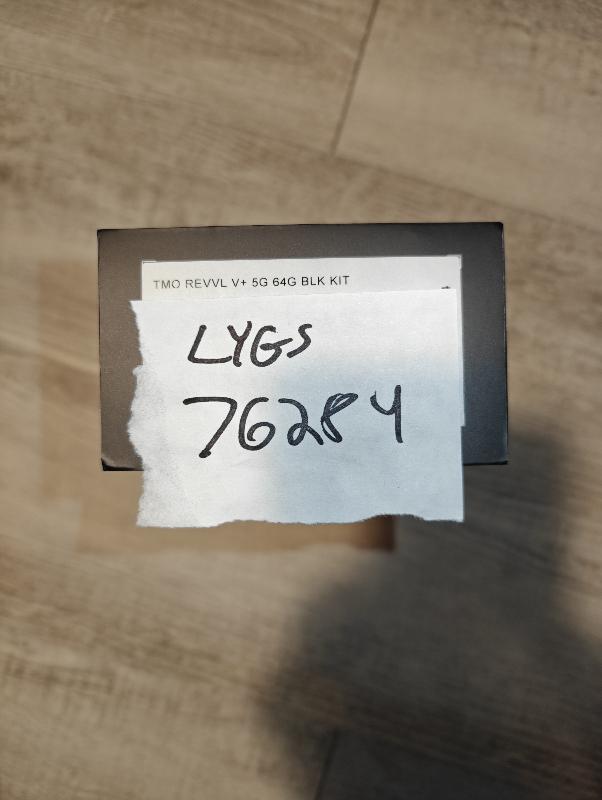 TMO REVVL V+ 5G 64G BLK KIT
LYGS
76284